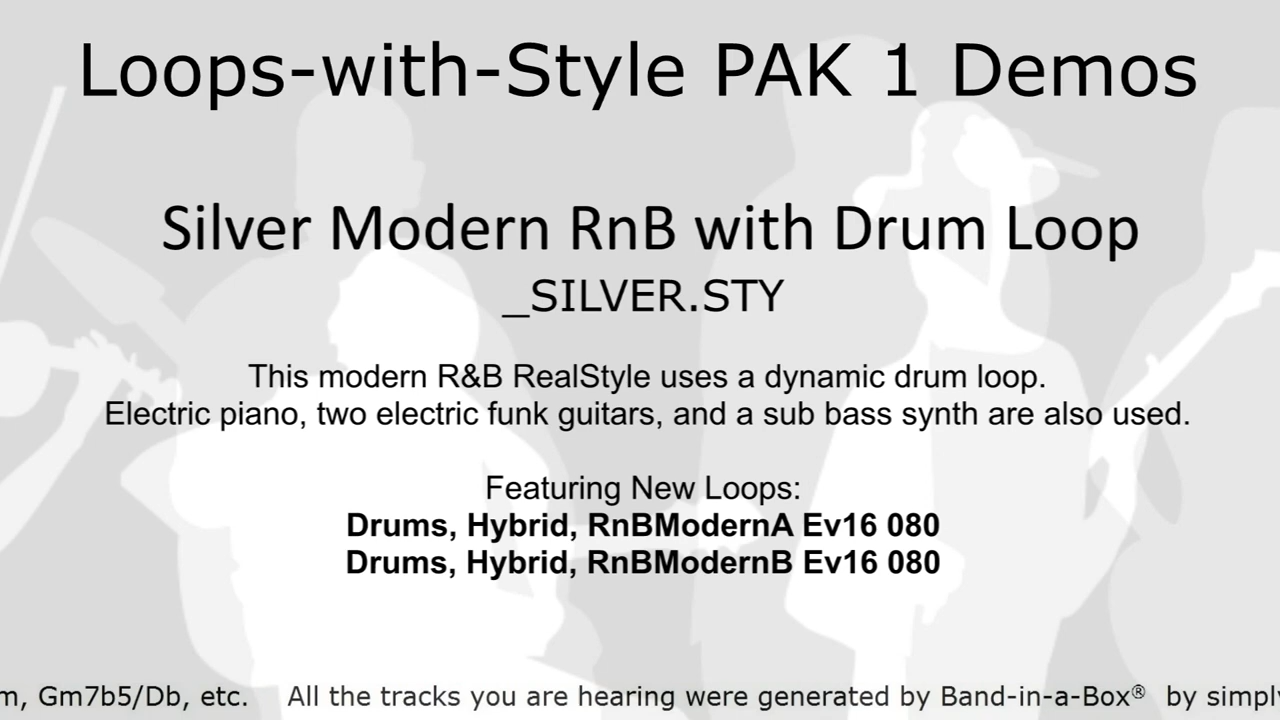 Loops-with-Style PAK 1 Demos
Silver Modern RnB with Drum Loop
_SILVER.STY
This modern R&B RealStyle uses a dynamic drum loop.
Electric piano, two electric funk guitars, and a sub bass synth are also used.
Featuring New Loops:
Drums, Hybrid, RnBModernA Ev16 080
Drums, Hybrid, RnBModernB Ev16 080
m, Gm7b5/Db, etc. All the tracks you are hearing were generated by Band-in-a-Box® by simply